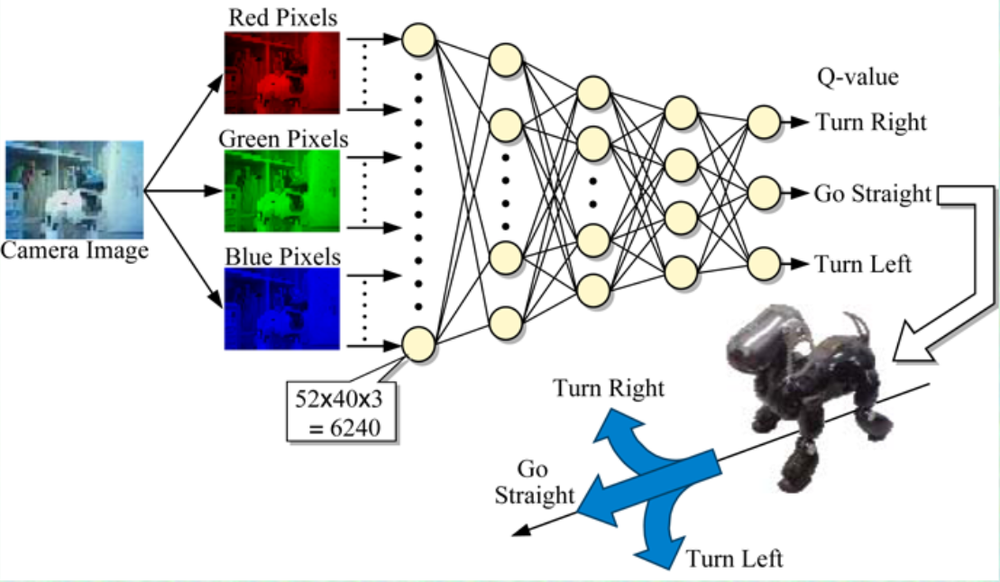 Red Pixels
Green Pixels
Blue Pixels
Camera Image
52x40x3
= 6240
Q-value
Turn Right
Go Straight
Turn Left
Turn Right
Go
Straight
Turn Left